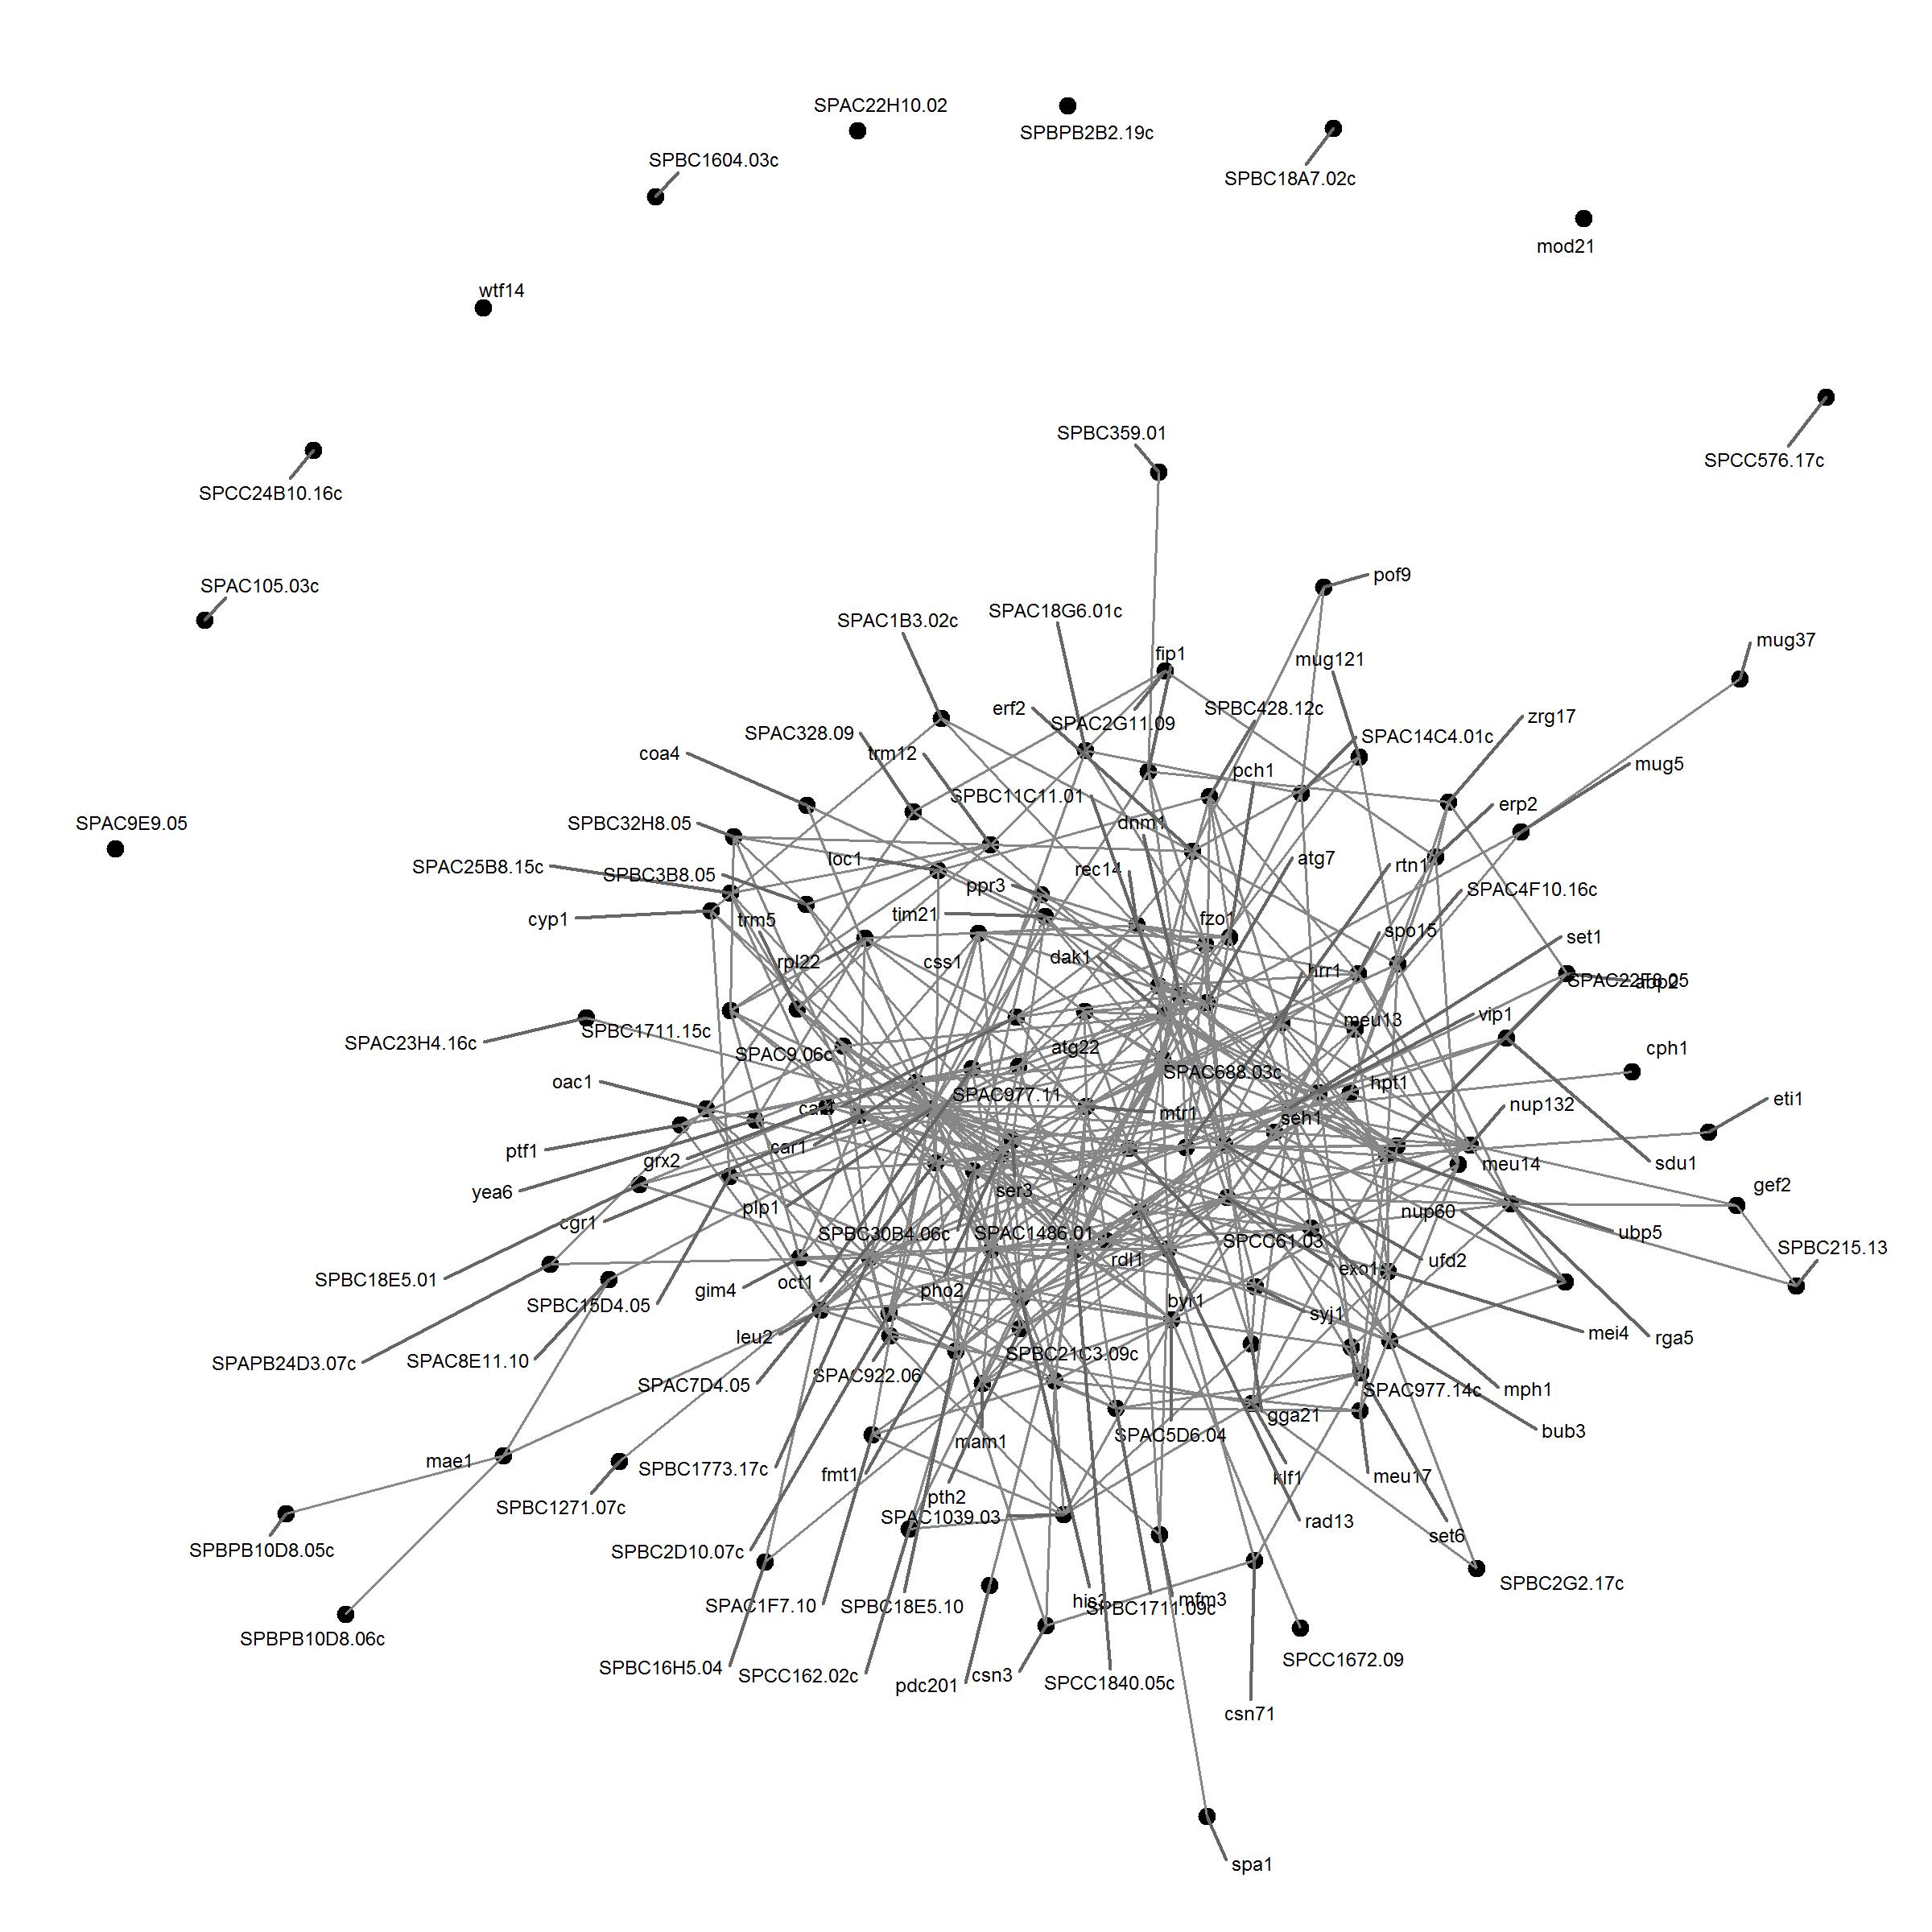 SPAC22H10.02
SPBPB2B2.19c
SPBC1604.03c
SPBC18A7.02c
mod21
wtf14
SPBC359.01
SPCC576.17c
SPCC24B10.16c
pof9
SPAC105.03c
SPAC18G6.01c
SPAC1B3.02c
mug37
fip1
mug121
erf2
SPBC428.12c
zrg17
SPAC2G11.09
SPAC328.09
SPAC14C4.01c
coa4
trm12
mug5
pch1
SPBC11C11.01
erp2
SPAC9E9.05
SPBC32H8.05
dnm1
loc1
atg7
SPAC25B8.15c
SPBC3B8.05
rec14
rtn1
ppr3
SPAC4F10.16c
cyp1
trm5
tim21
fzo1
spo15
set1
rpl22
css1
dak1
hrr1
SPAC22F8.05
vip1
meu13
SPBC1711.15c
SPAC23H4.16c
SPAC9.06c
atg22
cph1
SPAC688.03c
oac1
hpt1
SPAC977.11
eti1
nup132
mtr1
seh1
car1
ptf1
grx2
sdu1
meu14
yea6
ser3
gef2
plp1
nup60
cgr1
SPBC30B4.06c
SPAC1486.01
ubp5
SPCC61.03
SPBC215.13
rdl1
ufd2
exo1
SPBC18E5.01
oct1
gim4
pho2
SPBC15D4.05
byr1
syj1
mei4
leu2
rga5
SPBC21C3.09c
SPAPB24D3.07c
SPAC8E11.10
SPAC922.06
SPAC7D4.05
SPAC977.14c
mph1
gga21
bub3
SPAC5D6.04
mam1
mae1
SPBC1773.17c
fmt1
klf1
meu17
pth2
SPBC1271.07c
SPAC1039.03
rad13
set6
SPBPB10D8.05c
SPBC2D10.07c
SPBC2G2.17c
his3
mfm3
SPAC1F7.10
SPBC18E5.10
SPBC1711.09c
SPBPB10D8.06c
SPBC16H5.04
SPCC162.02c
csn3
SPCC1672.09
SPCC1840.05c
pdc201
csn71
spa1